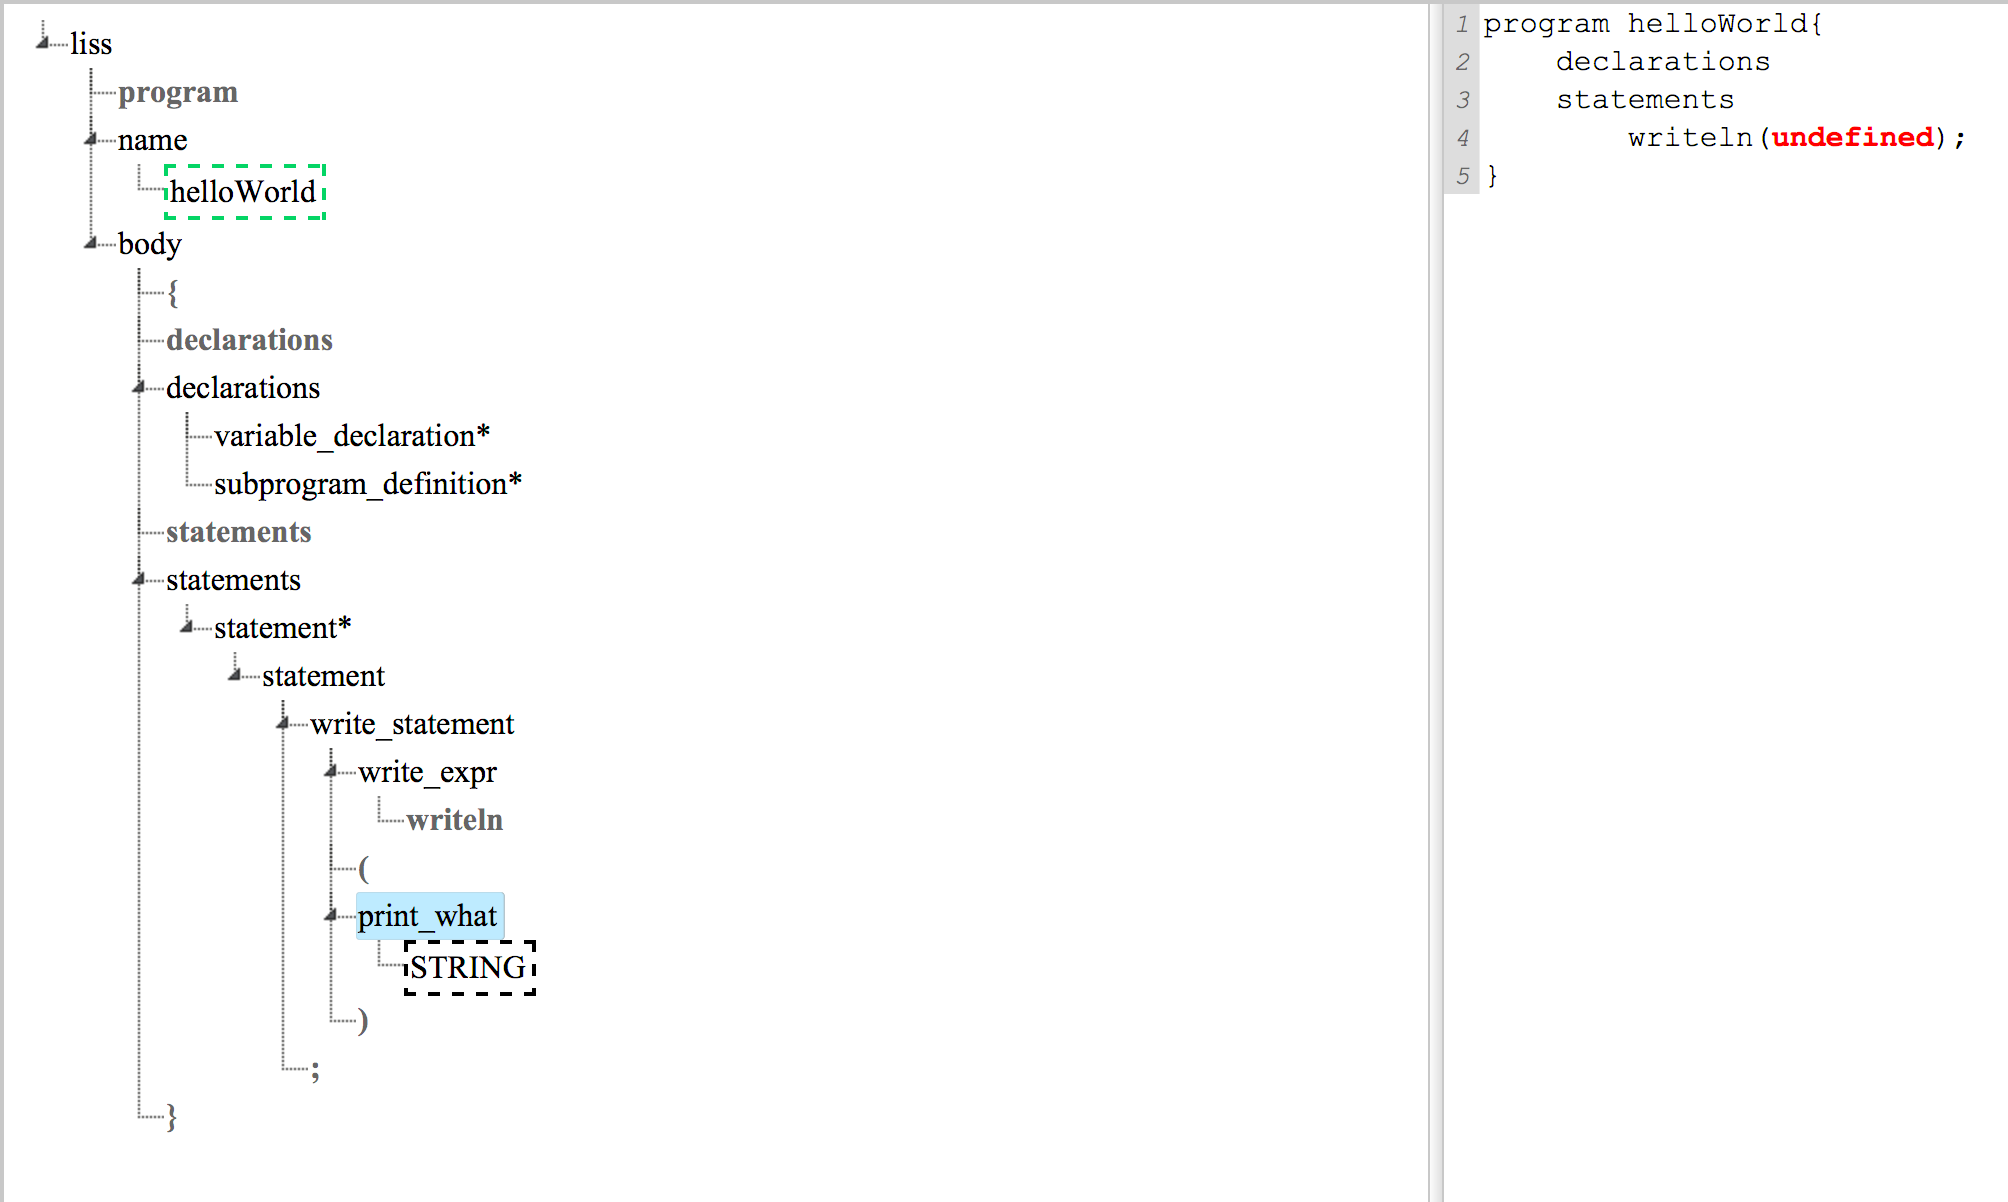 liss
program
name
helloWorld
body
{
declarations
declarations
variable_declaration*
subprogram_definition*
statements
statements
statement*
statement
write_statement
write_expr
writeln
(
print_what
STRING
)
;
}
1 program helloWorld{
2 declarations
3 statements
4 writeln(undefined);
5 }